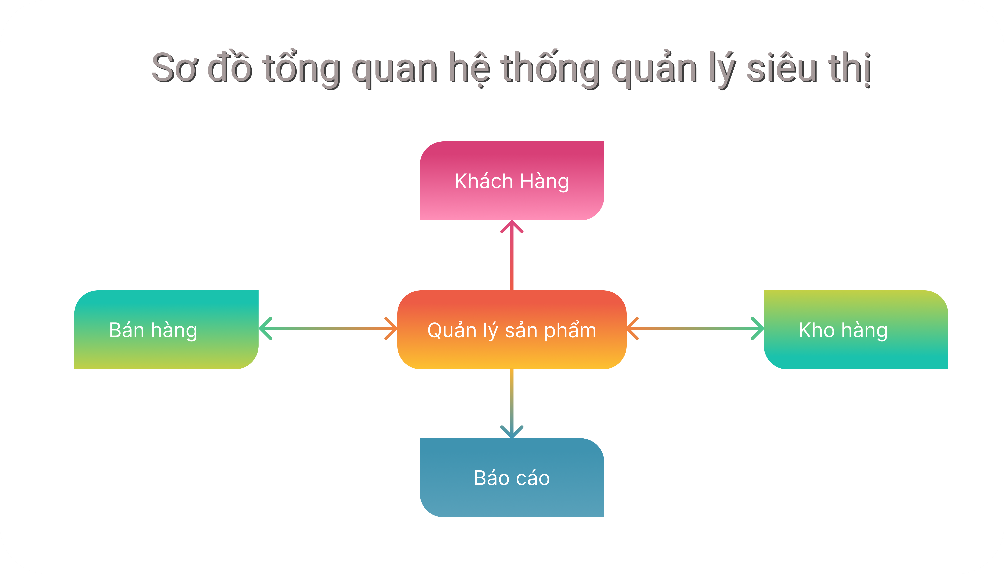 Sơ đồ tổng quan hệ thống quản lý siêu thị
Khách Hàng
Bán hàng
Quản lý sản phẩm
Kho hàng
Báo cáo